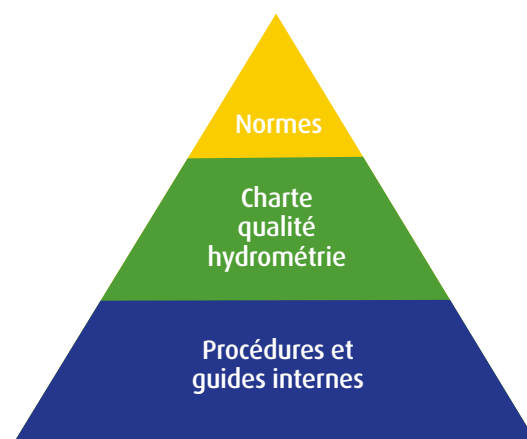 Normes
Charte
qualité
hydrométrie
Procédures et
guides internes